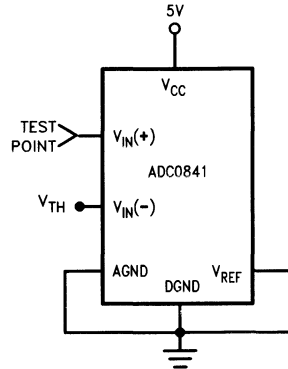 5V
VCC
TEST
POINT
VIN(+)
ADC0841
VTH
VIN(-)
AGND
VREF
DGND